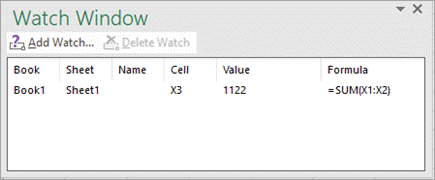 Watch Window
Add Watch... Delete Watch
Book Sheet Name Cell Value Formula
Book1 Sheet1 X3 1122 =SUM(X1:X2)